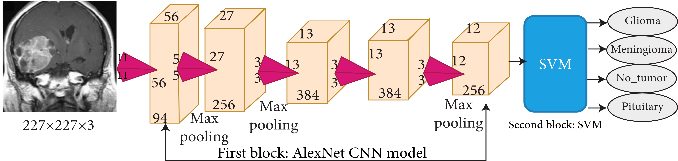 56
27
13
13
12
11
11
5
5
27
3
3
13
3
3
13
3
3
12
56
94
256
384
384
256
Max
pooling
Max
pooling
Max
pooling
227×227×3
First block: AlexNet CNN model
SVM
Second block: SVM
Glioma
Meningioma
No_tumor
Pituitary